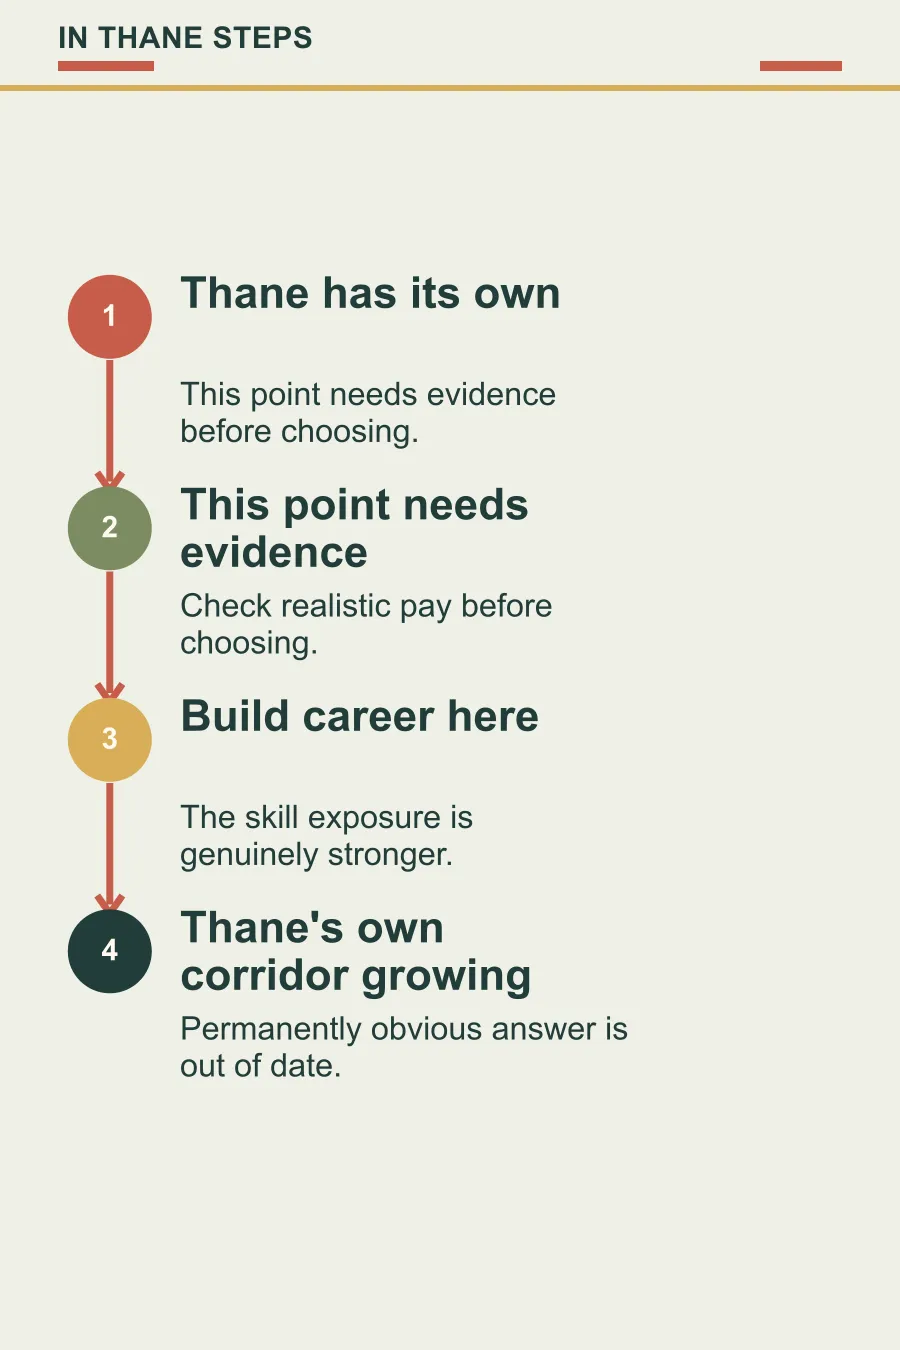 IN THANE STEPS
1
Thane has its own
This point needs evidence
before choosing.
2
This point needs
evidence
Check realistic pay before
choosing.
3
Build career here
The skill exposure is
genuinely stronger.
4
Thane's own
corridor growing
Permanently obvious answer is
out of date.